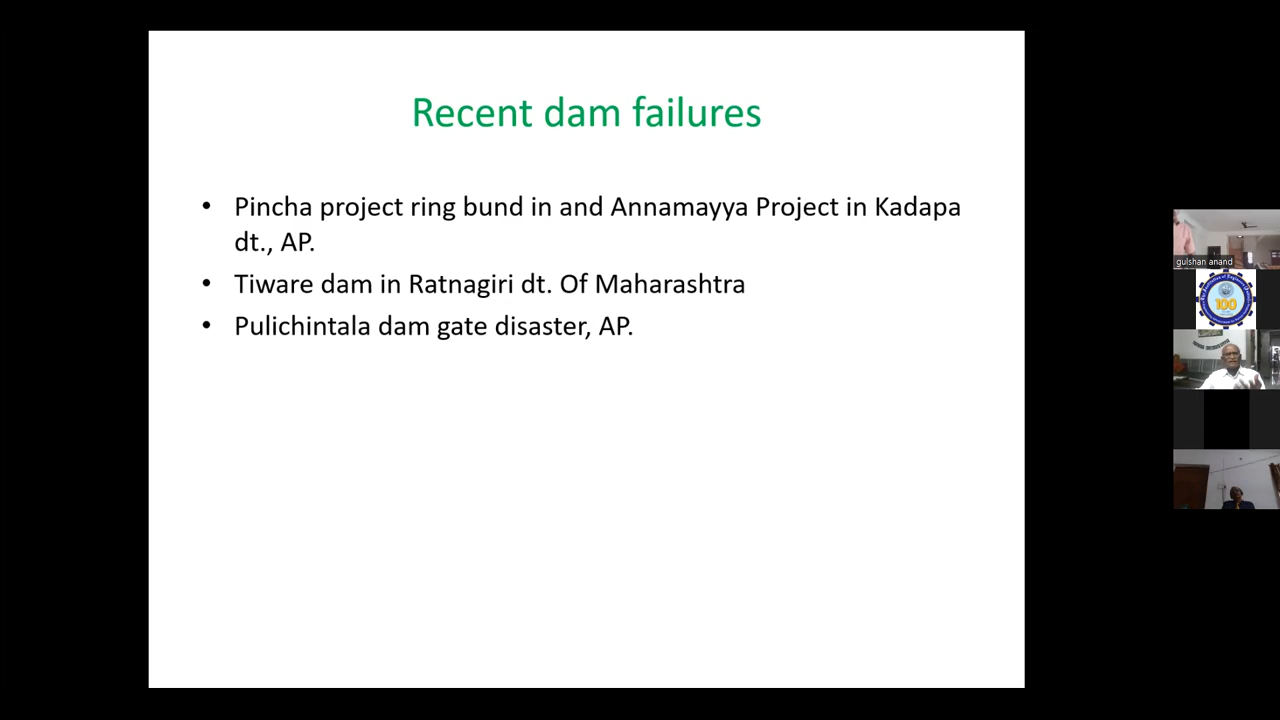 Recent dam failures
• Pincha project ring bund in and Annamayya Project in Kadapa
dt., AP.
• Tiware dam in Ratnagiri dt. Of Maharashtra
• Pulichintala dam gate disaster, AP.
gulshan anand
100